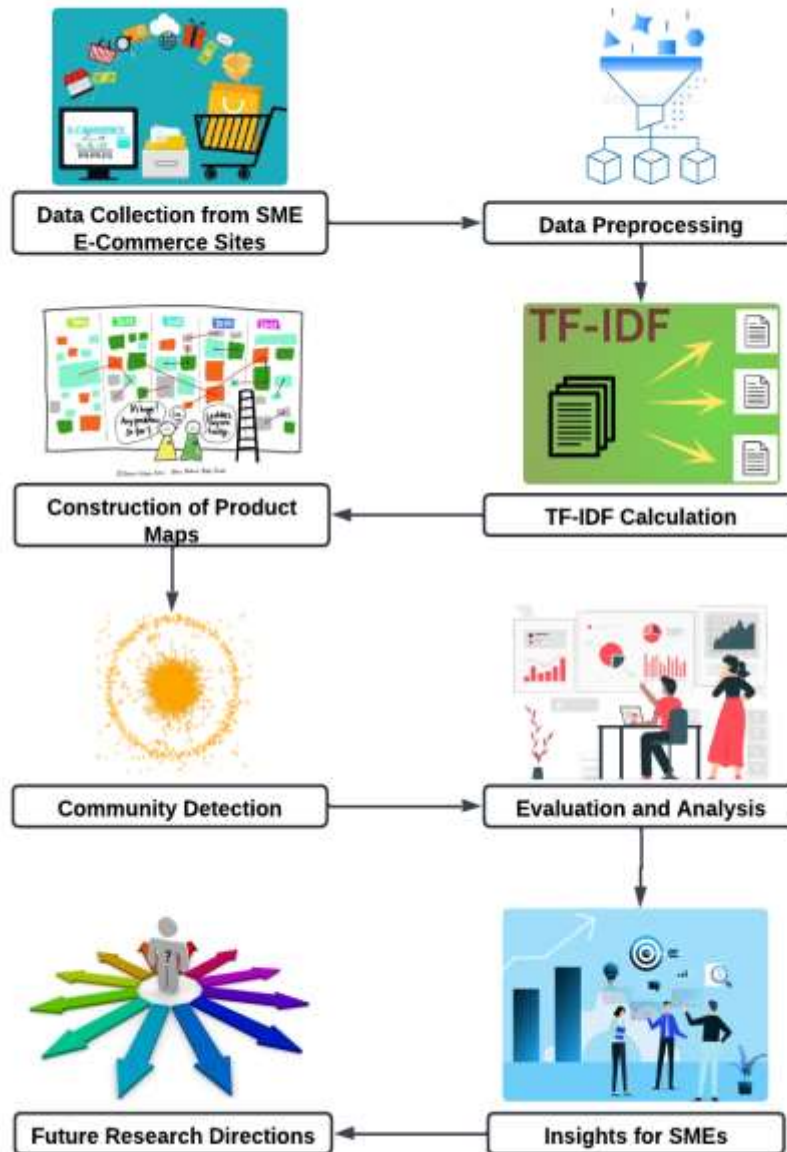 E-COMMERCE
Data Collection from SME
E-Commerce Sites
Data Preprocessing
TF-IDF
Construction of Product
Maps
TF-IDF Calculation
Community Detection
Evaluation and Analysis
?
Future Research Directions
Insights for SMEs